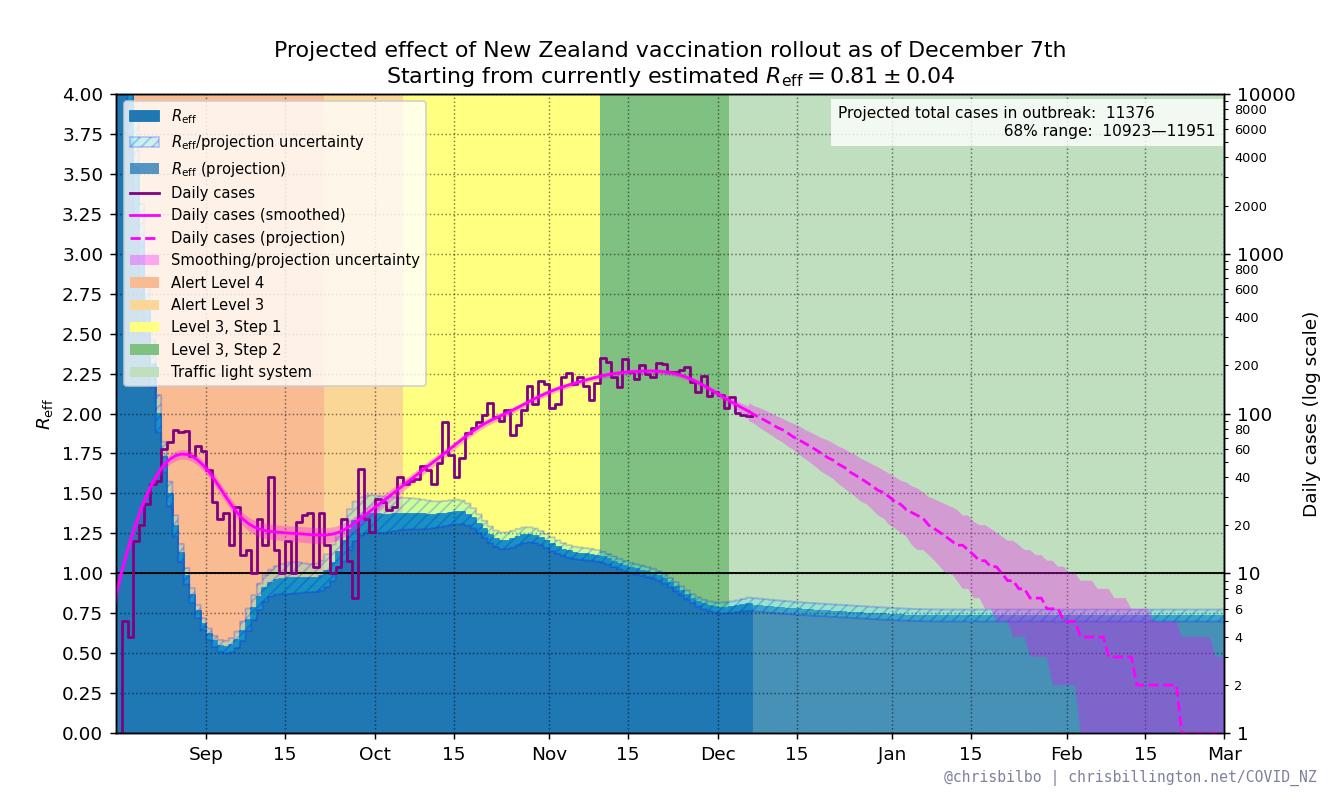 Projected effect of New Zealand vaccination rollout as of December 7th
Starting from currently estimated Reff = 0.81 ± 0.04
4.00
3.75
3.50
3.25
3.00
2.75
2.50
2.25
2.00
1.75
1.50
1.25
1.00
0.75
0.50
0.25
0.00
Reff
Reff
Reff/projection uncertainty
Reff (projection)
Daily cases
Daily cases (smoothed)
Daily cases (projection)
Smoothing/projection uncertainty
Alert Level 4
Alert Level 3
Level 3, Step 1
Level 3, Step 2
Traffic light system
Projected total cases in outbreak: 11376
68% range: 10923—11951
10000
8000
6000
4000
2000
1000
800
600
400
200
100
80
60
40
20
10
8
6
4
2
1
Daily cases (log scale)
Sep 15 Oct 15 Nov 15 Dec 15 Jan 15 Feb 15 Mar
@chrisbilbo | chrisbillington.net/COVID_NZ